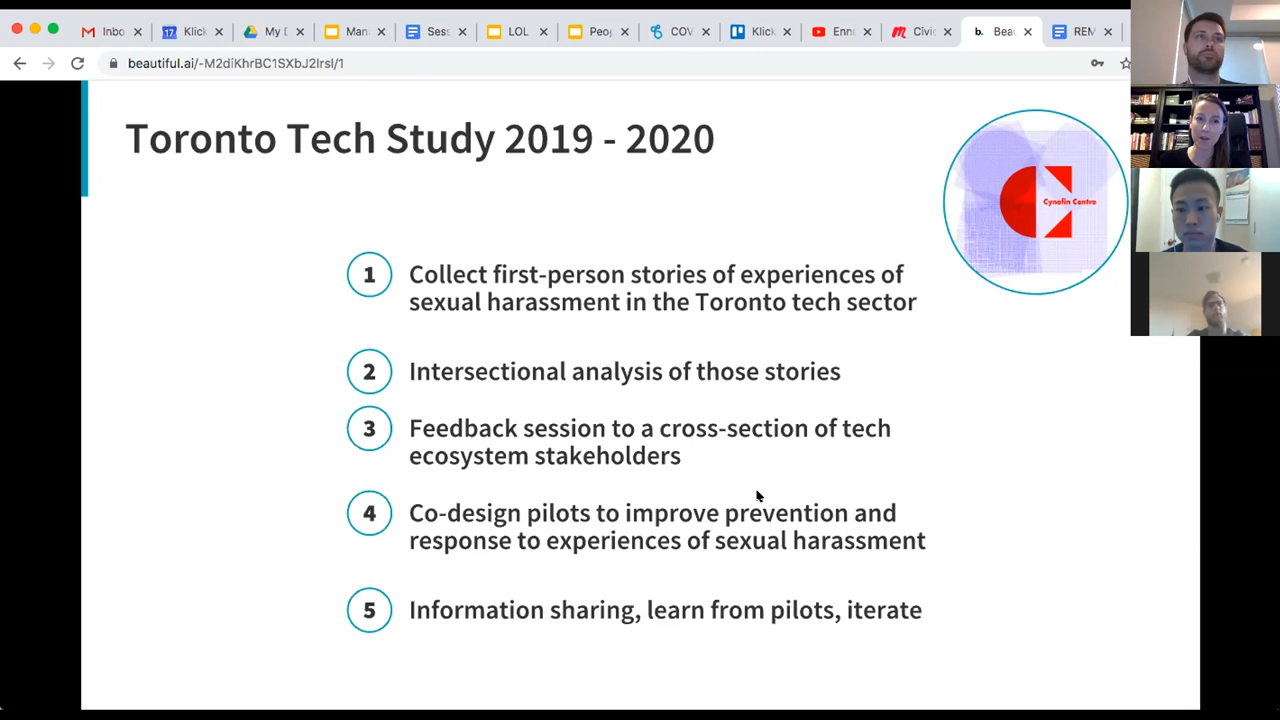 Inbo
17
Klick
My D
Man
Sess
LOL
Peop
COV
Klick
Enn
Civic
b.
Beau
REM
beautiful.ai/-M2diKhrBC1SXbJ2lrsl/1
Toronto Tech Study 2019 - 2020
Cynefin Centre
1
Collect first-person stories of experiences of
sexual harassment in the Toronto tech sector
2
Intersectional analysis of those stories
3
Feedback session to a cross-section of tech
ecosystem stakeholders
4
Co-design pilots to improve prevention and
response to experiences of sexual harassment
5
Information sharing, learn from pilots, iterate